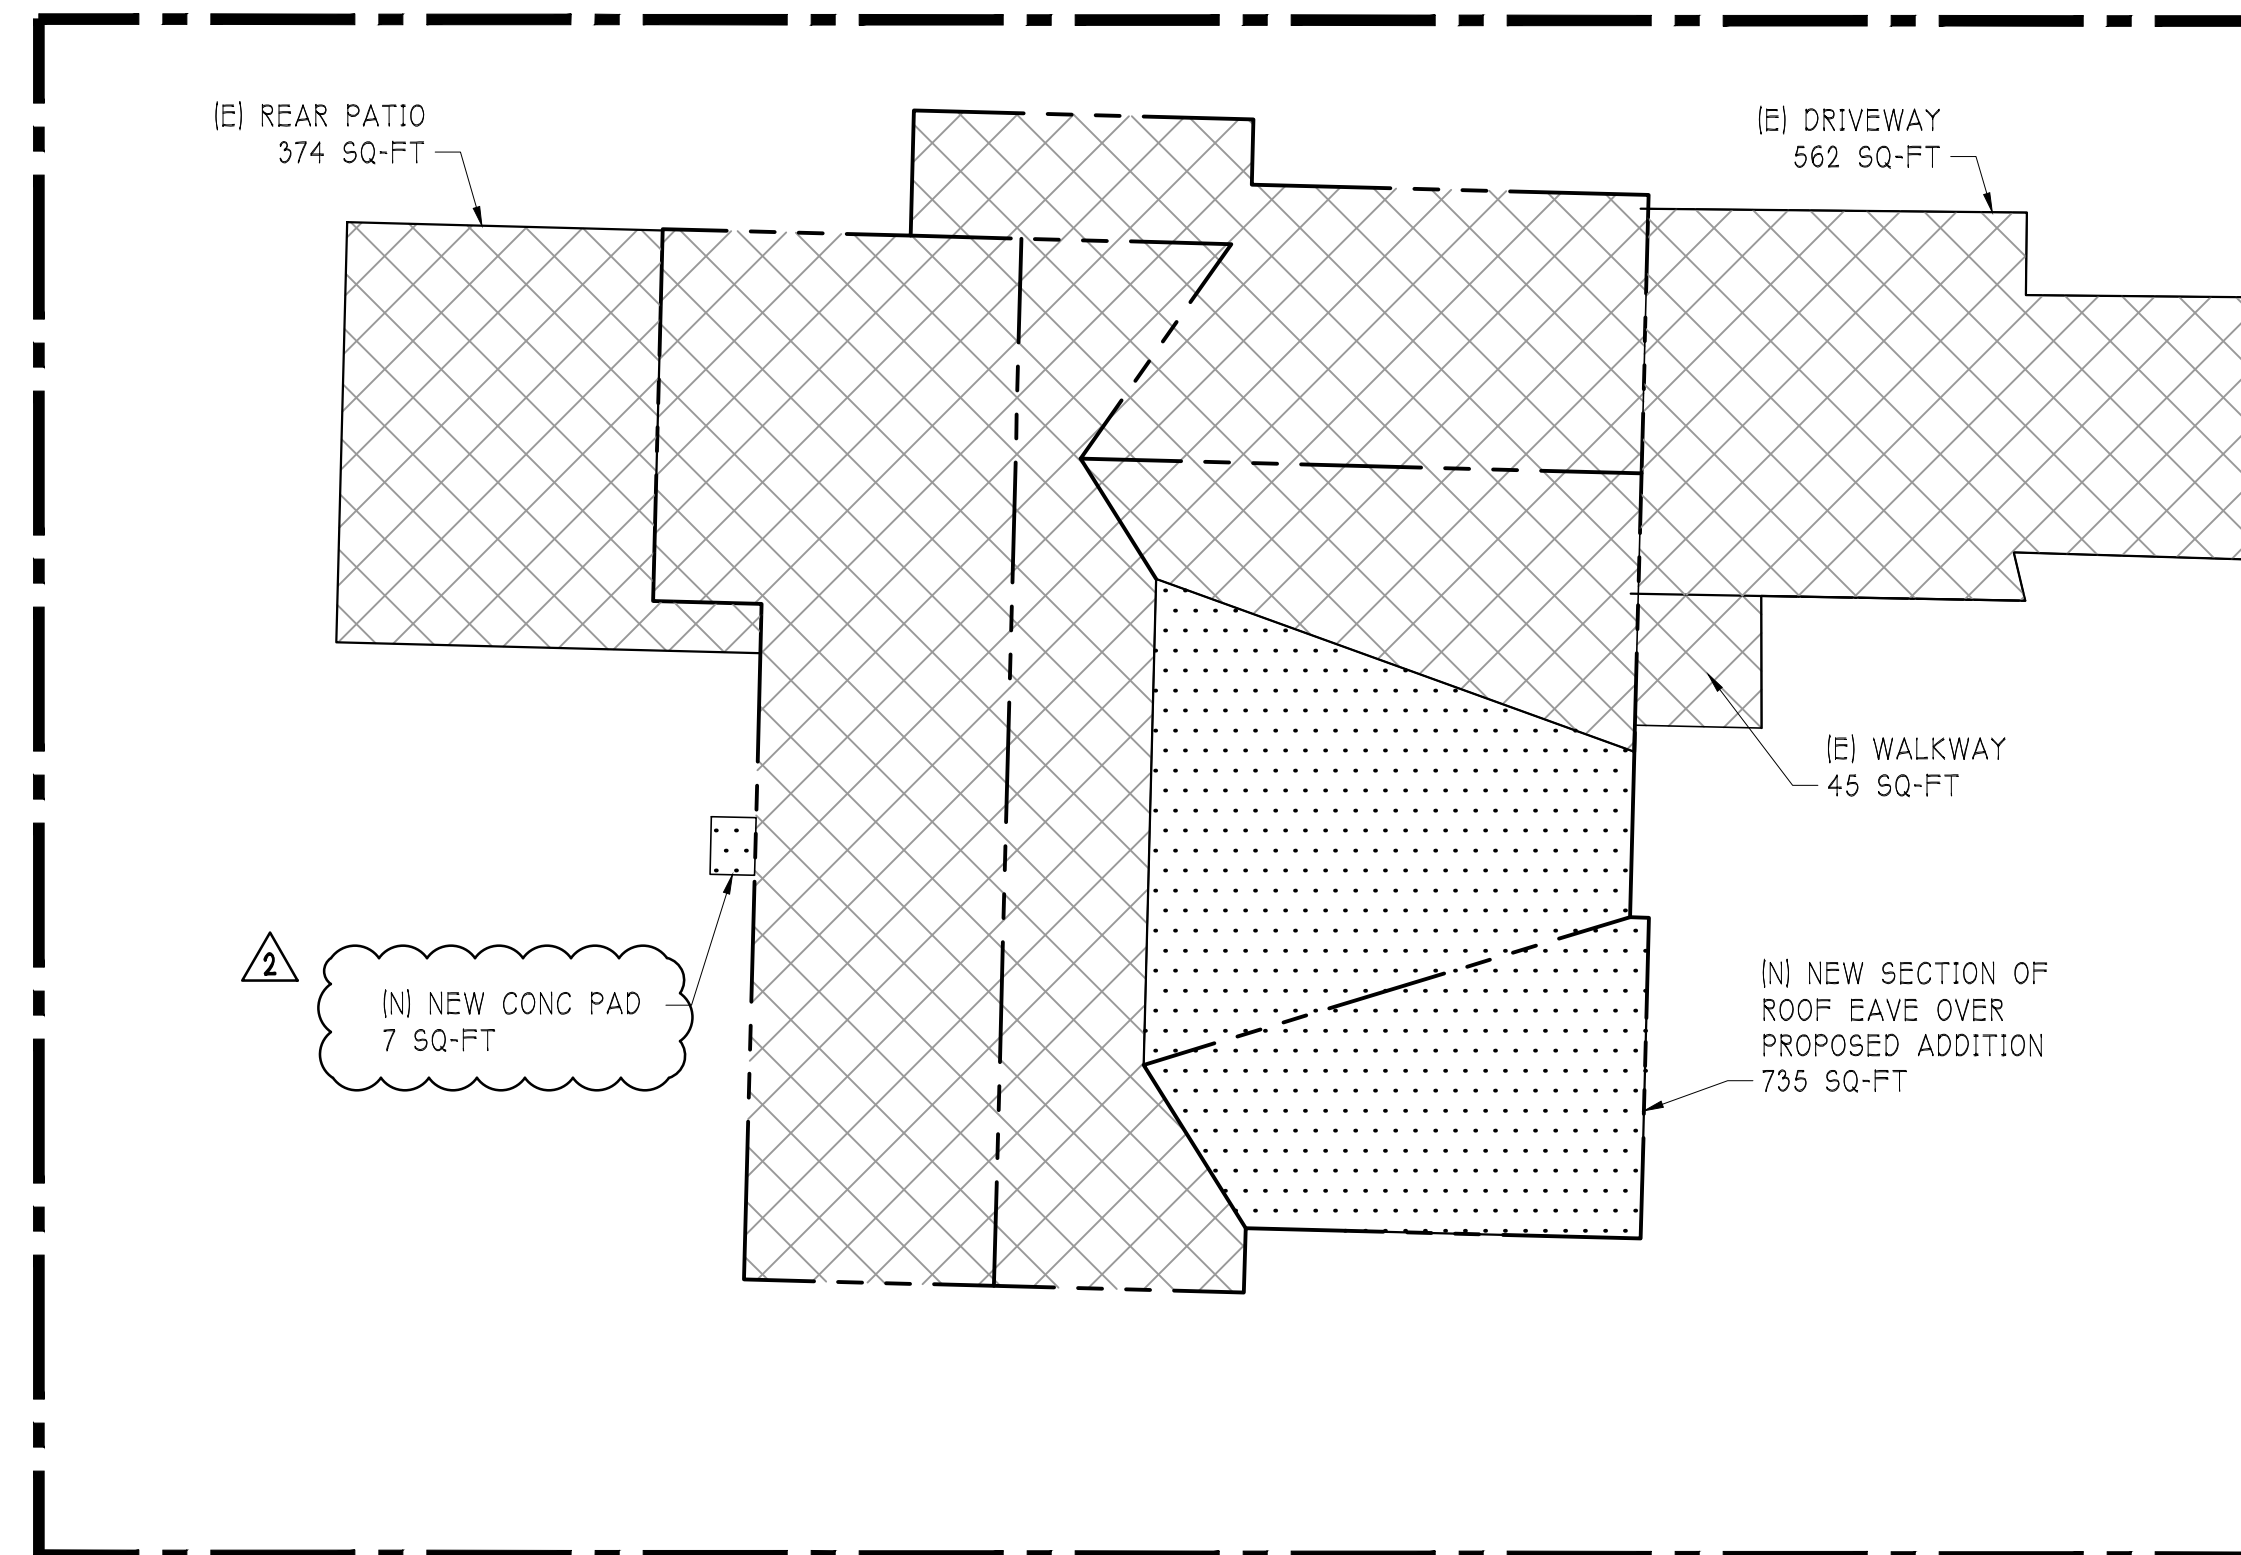 (E) REAR PATIO
374 SQ-FT
(E) DRIVEWAY
562 SQ-FT
(E) WALKWAY
45 SQ-FT
2
(N) NEW CONC PAD
7 SQ-FT
(N) NEW SECTION OF
ROOF EAVE OVER
PROPOSED ADDITION
735 SQ-FT